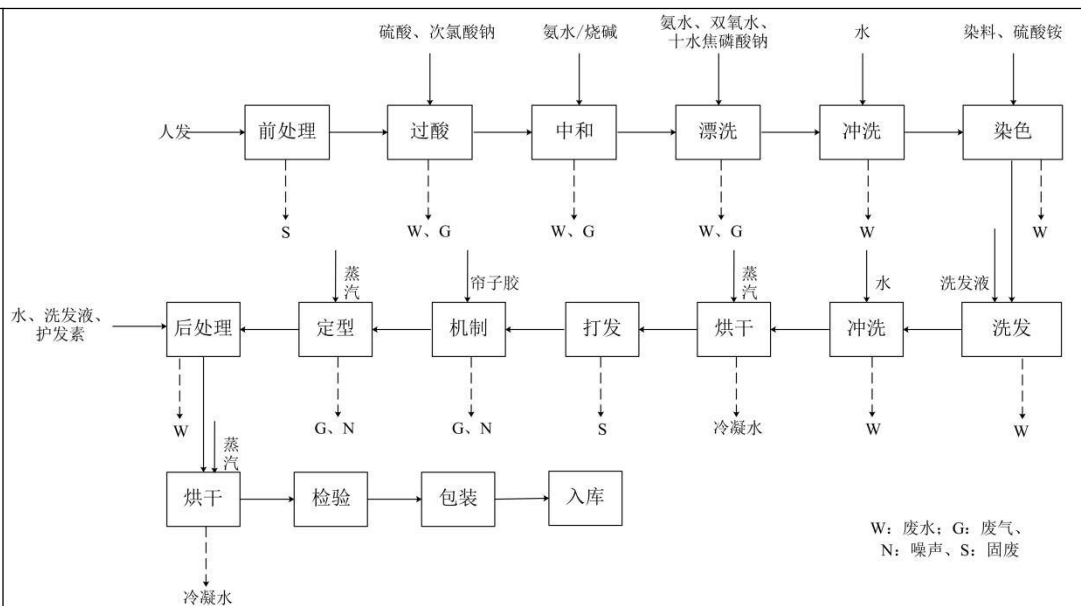 硫酸、次氯酸钠
氨水/烧碱
氨水、双氧水、
十水焦磷酸钠
水
染料、硫酸铵
人发
前处理
过酸
中和
漂洗
冲洗
染色
S
W、G
W、G
W、G
W
W
蒸汽
帘子胶
蒸汽
水
洗发液
水、洗发液、
护发素
后处理
定型
机制
打发
烘干
冲洗
洗发
W
G、N
G、N
S
冷凝水
W
W
蒸汽
烘干
检验
包装
入库
W：废水；G：废气、
N：噪声、S：固废
冷凝水